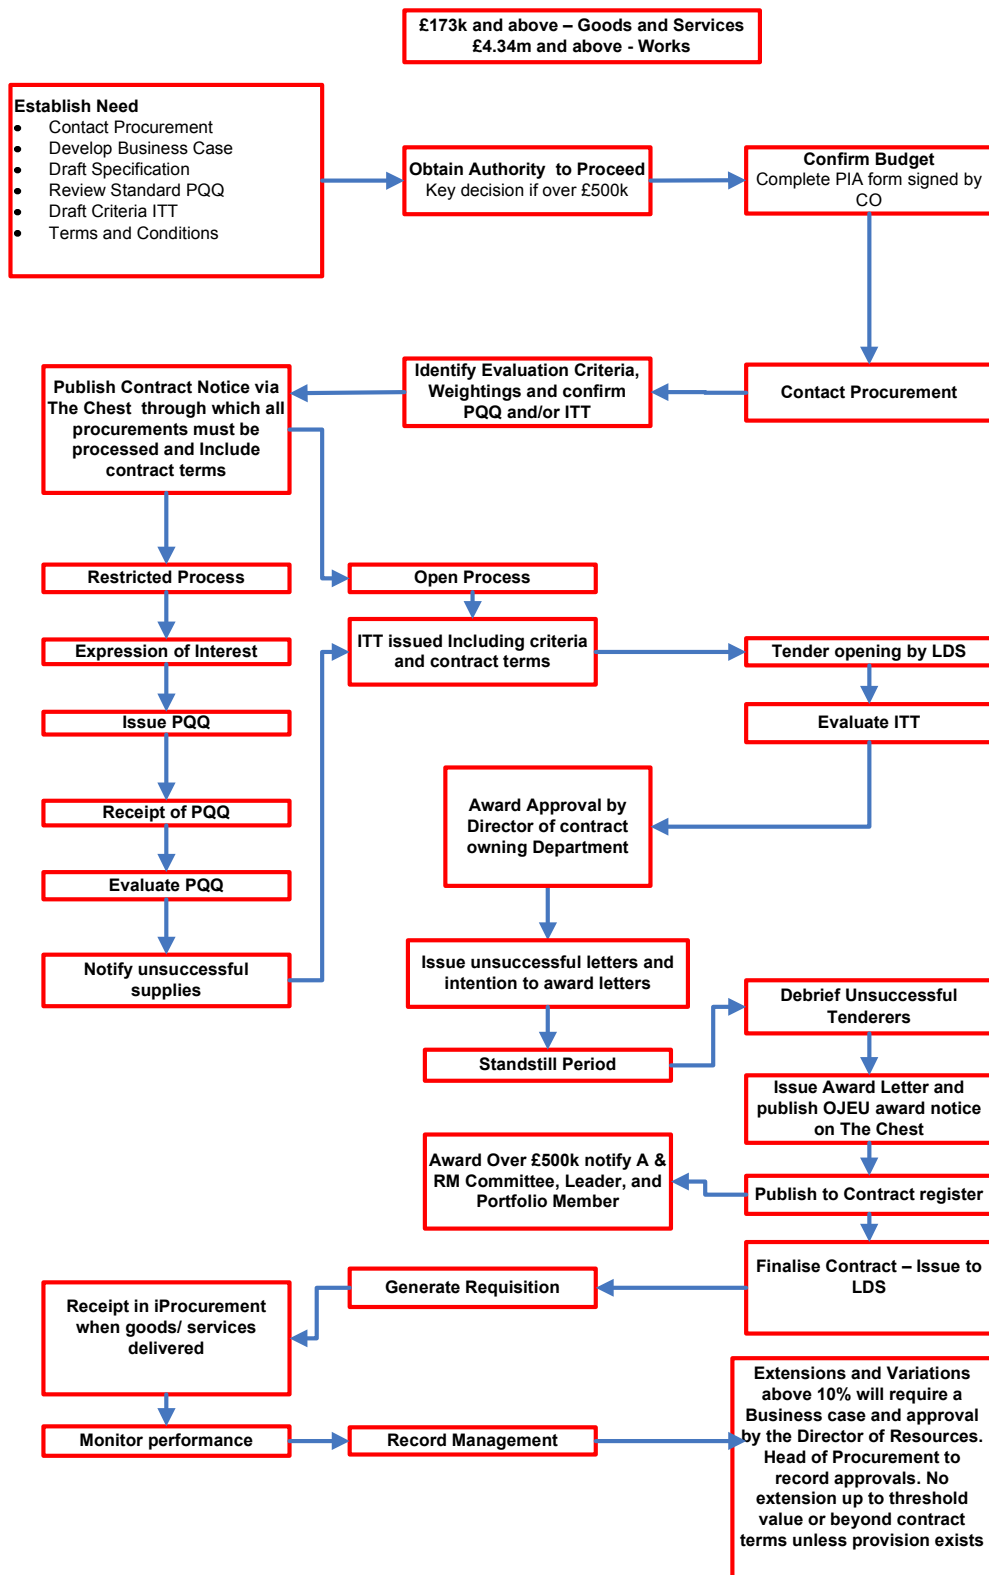 £173k and above – Goods and Services
£4.34m and above - Works
Establish Need
• Contact Procurement
• Develop Business Case
• Draft Specification
• Review Standard PQQ
• Draft Criteria ITT
• Terms and Conditions
Obtain Authority to Proceed
Key decision if over £500k
Confirm Budget
Complete PIA form signed by
CO
Publish Contract Notice via
The Chest through which all
procurements must be
processed and Include
contract terms
Identify Evaluation Criteria,
Weightings and confirm
PQQ and/or ITT
Contact Procurement
Restricted Process
Open Process
Expression of Interest
ITT issued Including criteria
and contract terms
Tender opening by LDS
Issue PQQ
Evaluate ITT
Receipt of PQQ
Award Approval by
Director of contract
owning Department
Evaluate PQQ
Notify unsuccessful
supplies
Issue unsuccessful letters and
intention to award letters
Debrief Unsuccessful
Tenderers
Standstill Period
Issue Award Letter and
publish OJEU award notice
on The Chest
Award Over £500k notify A &
RM Committee, Leader, and
Portfolio Member
Publish to Contract register
Finalise Contract – Issue to
LDS
Generate Requisition
Receipt in iProcurement
when goods/ services
delivered
Monitor performance
Record Management
Extensions and Variations
above 10% will require a
Business case and approval
by the Director of Resources.
Head of Procurement to
record approvals. No
extension up to threshold
value or beyond contract
terms unless provision exists